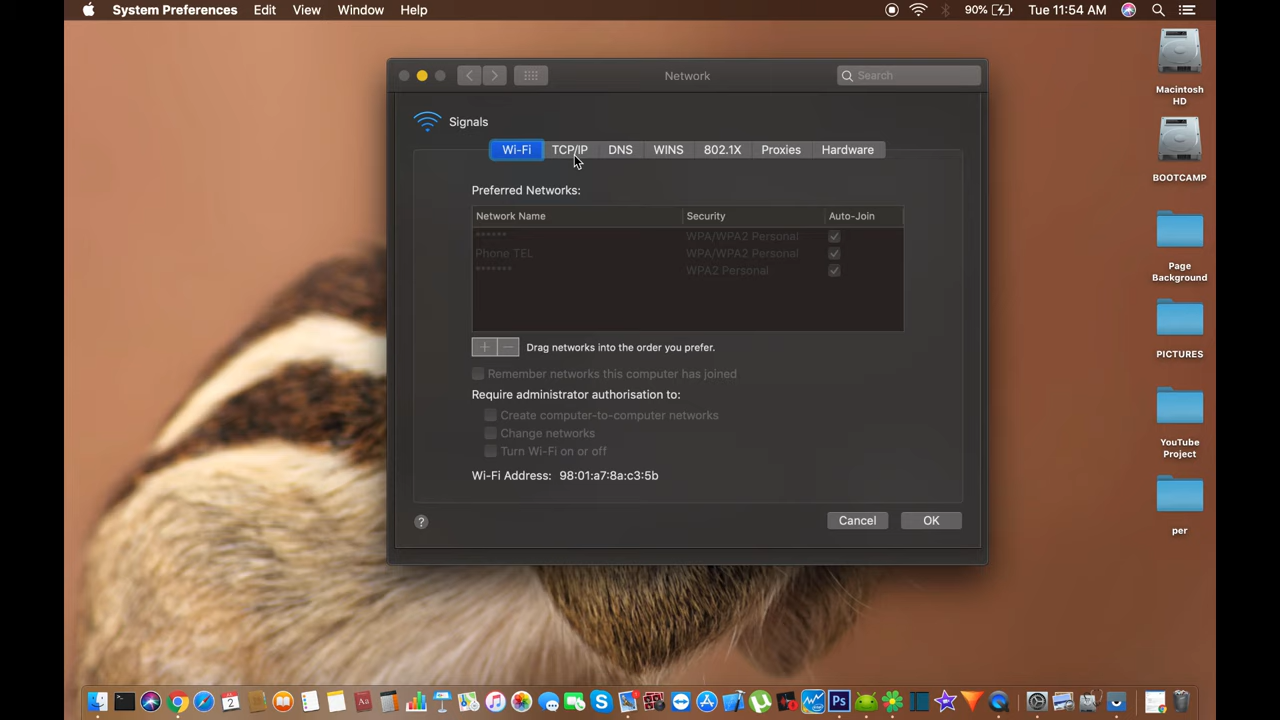 System Preferences Edit View Window Help 90% Tue 11:54 AM
Network
Search
Signals
Wi-Fi TCP/IP DNS WINS 802.1X Proxies Hardware
Preferred Networks:
Network Name Security Auto-Join
****** WPA/WPA2 Personal
Phone TEL WPA/WPA2 Personal
******* WPA2 Personal
+ − Drag networks into the order you prefer.
Remember networks this computer has joined
Require administrator authorisation to:
Create computer-to-computer networks
Change networks
Turn Wi-Fi on or off
Wi-Fi Address: 98:01:a7:8a:c3:5b
? Cancel OK
Macintosh
HD
BOOTCAMP
Page
Background
PICTURES
YouTube
Project
per
2
Aa
Ps